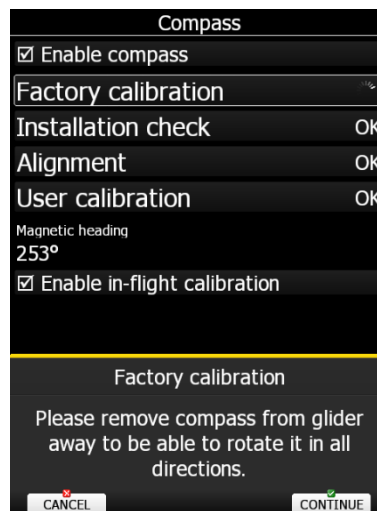 Compass
Enable compass
Factory calibration
Installation check OK
Alignment OK
User calibration OK
Magnetic heading
253°
Enable in-flight calibration
Factory calibration
Please remove compass from glider
away to be able to rotate it in all
directions.
CANCEL CONTINUE